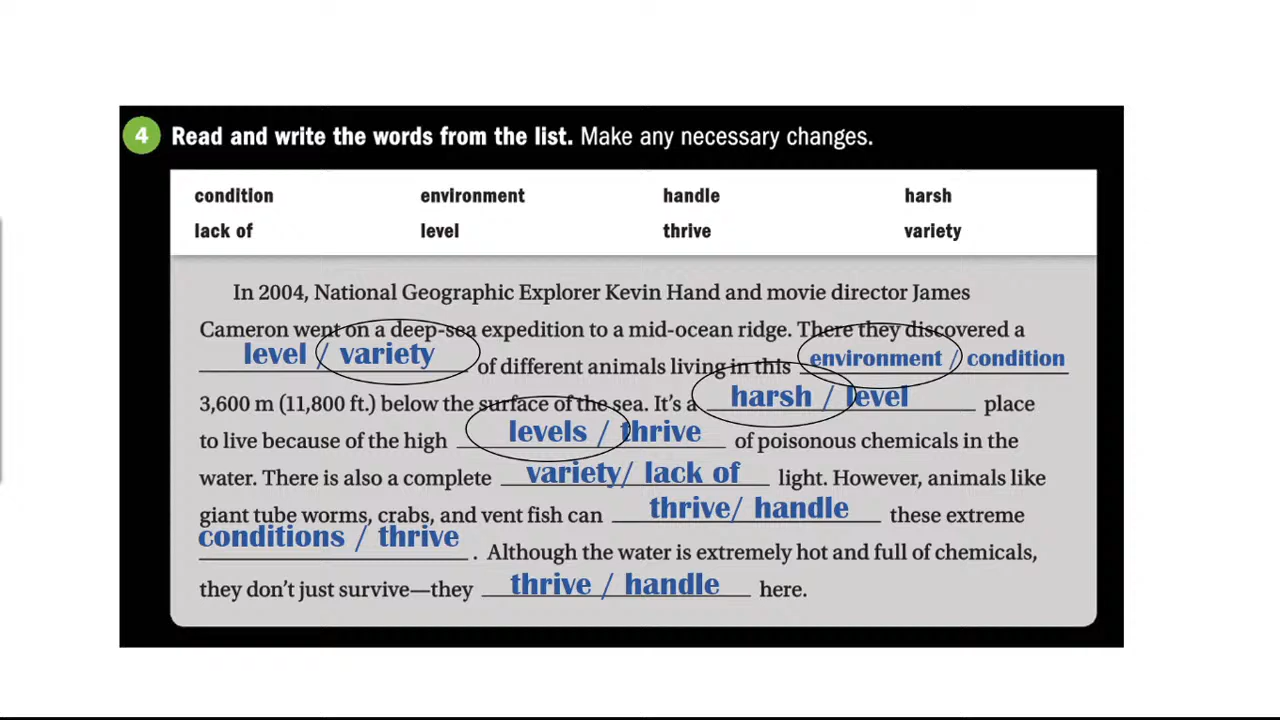 4 Read and write the words from the list. Make any necessary changes.
condition environment handle harsh
lack of level thrive variety
In 2004, National Geographic Explorer Kevin Hand and movie director James
Cameron went on a deep-sea expedition to a mid-ocean ridge. There they discovered a
level / variety of different animals living in this environment / condition
3,600 m (11,800 ft.) below the surface of the sea. It's a harsh / level place
to live because of the high levels / thrive of poisonous chemicals in the
water. There is also a complete variety/ lack of light. However, animals like
giant tube worms, crabs, and vent fish can thrive/ handle these extreme
conditions / thrive. Although the water is extremely hot and full of chemicals,
they don't just survive—they thrive / handle here.